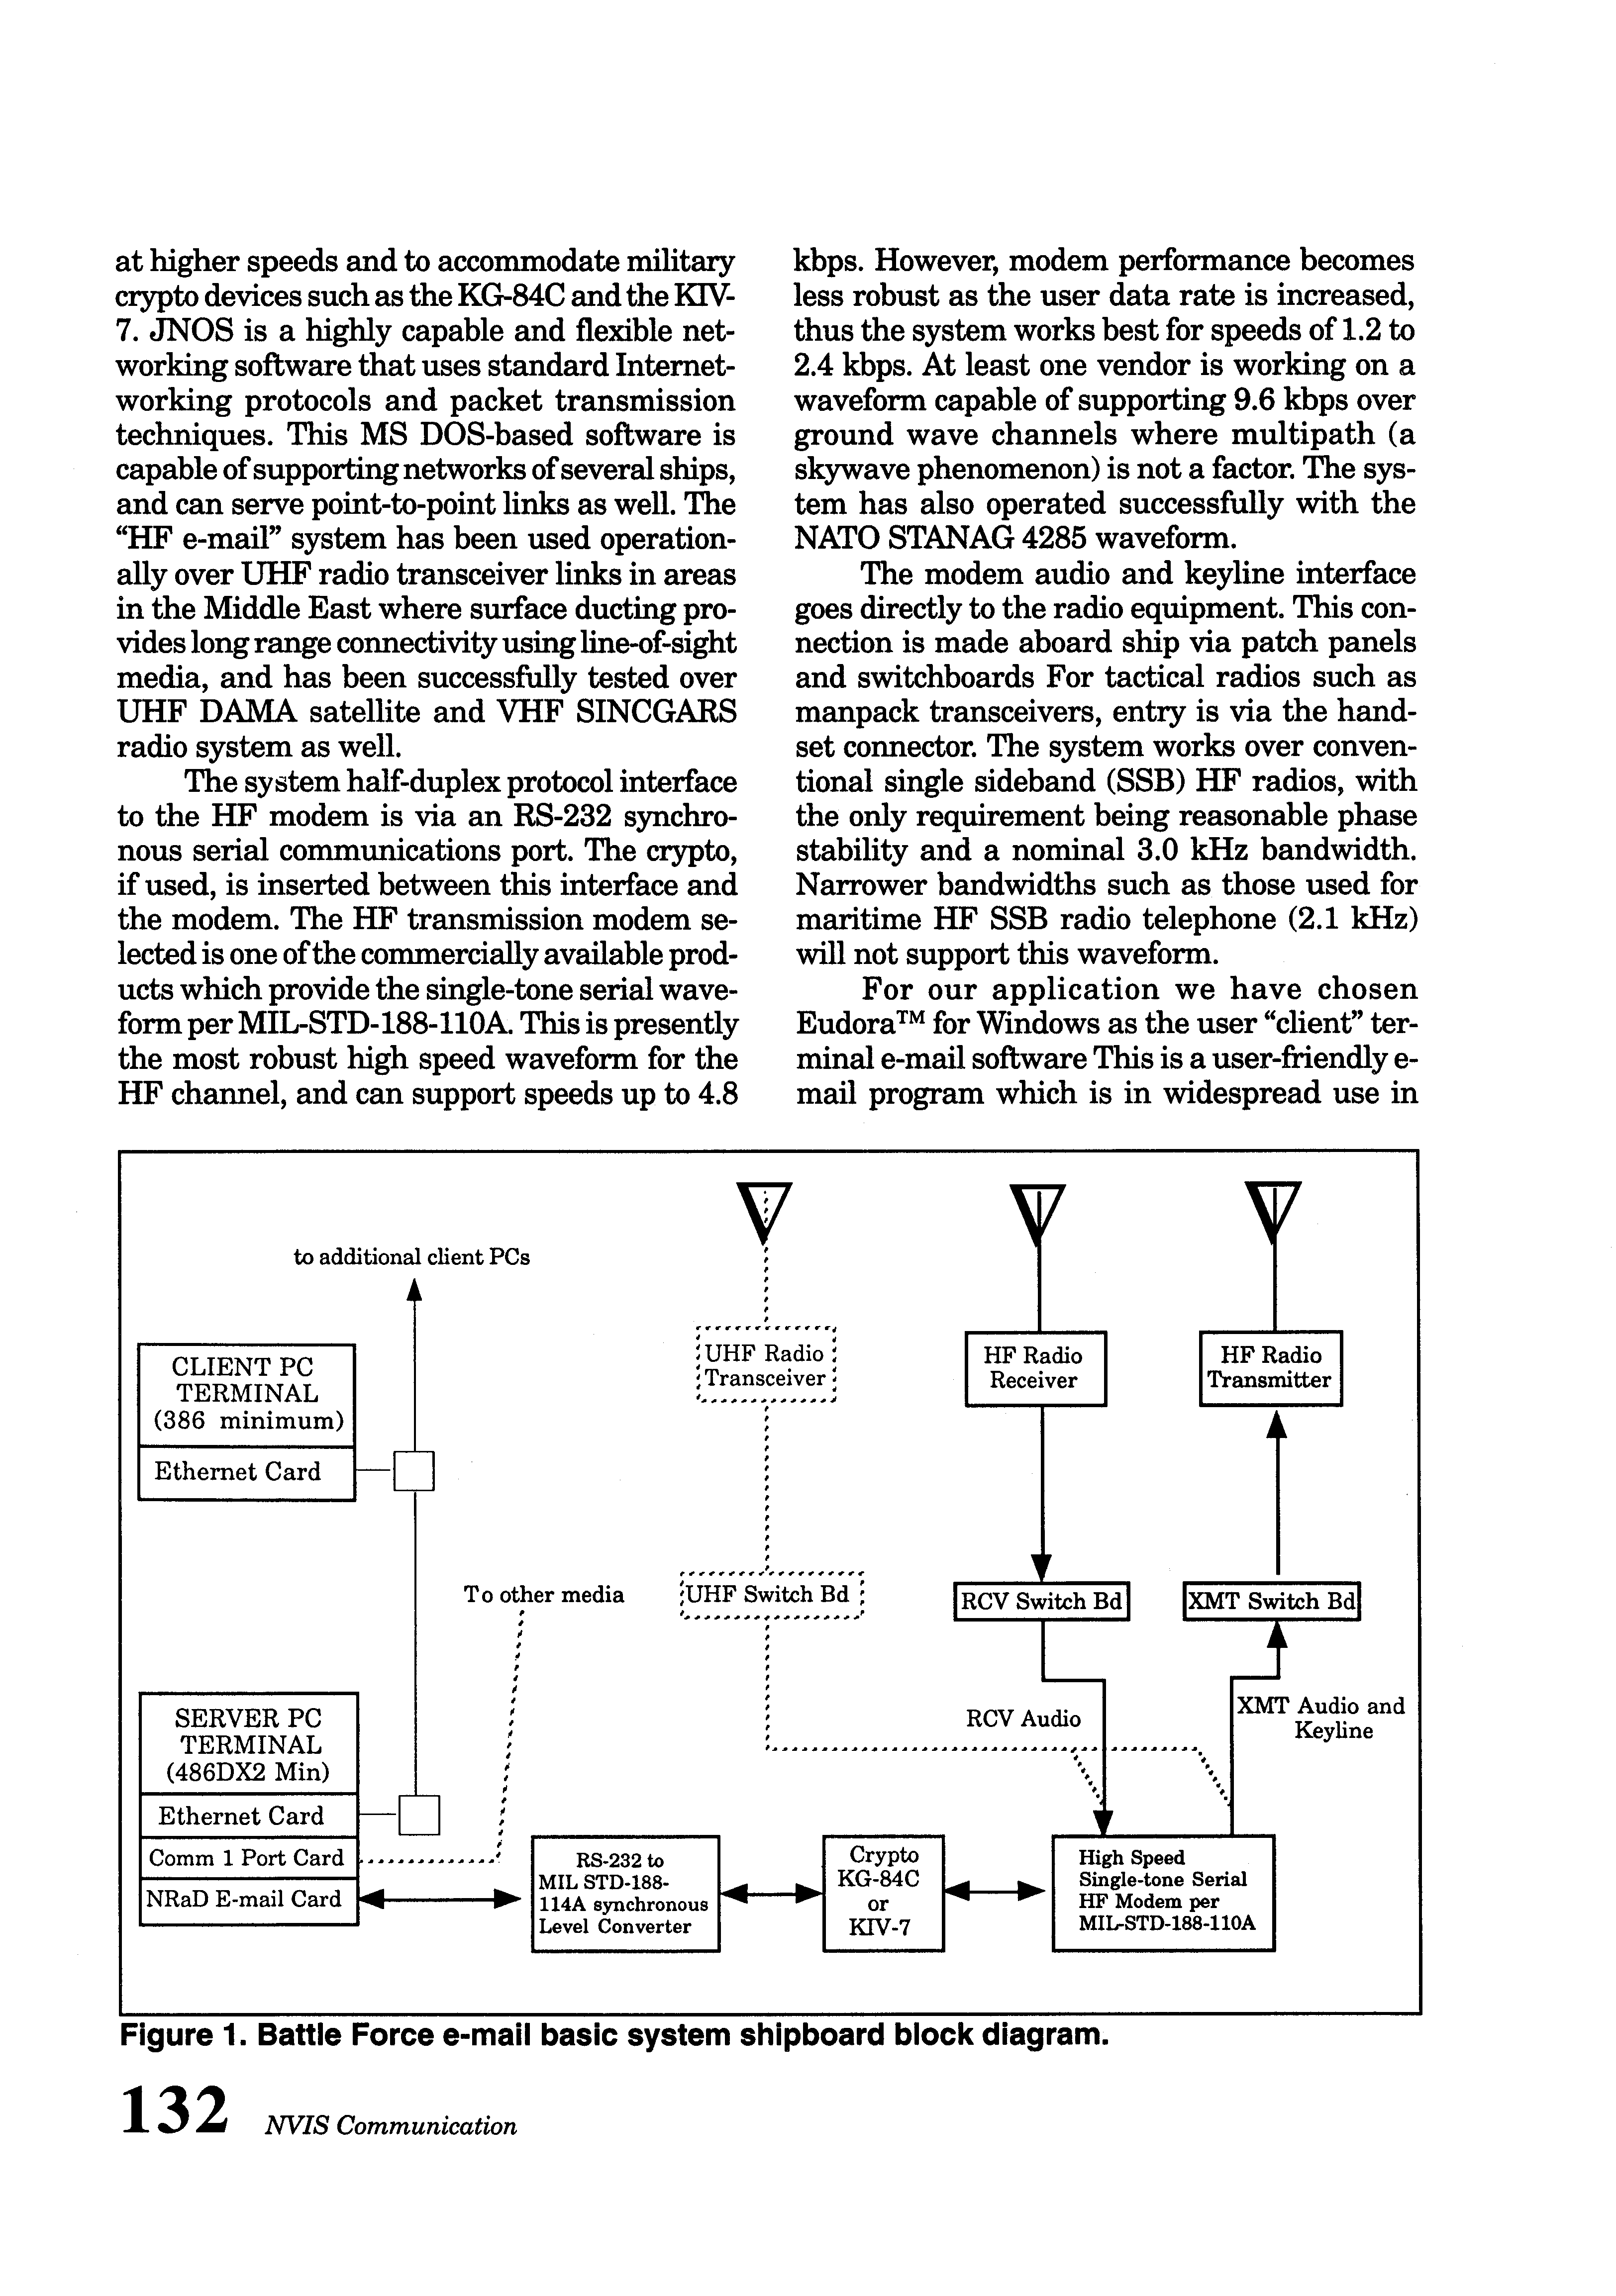 at higher speeds and to accommodate military
crypto devices such as the KG-84C and the KIV-
7. JNOS is a highly capable and flexible net-
working software that uses standard Internet-
working protocols and packet transmission
techniques. This MS DOS-based software is
capable of supporting networks of several ships,
and can serve point-to-point links as well. The
“HF e-mail” system has been used operation-
ally over UHF radio transceiver links in areas
in the Middle East where surface ducting pro-
vides long range connectivity using line-of-sight
media, and has been successfully tested over
UHF DAMA satellite and VHF SINCGARS
radio system as well.
The system half-duplex protocol interface
to the HF modem is via an RS-232 synchro-
nous serial communications port. The crypto,
if used, is inserted between this interface and
the modem. The HF transmission modem se-
lected is one of the commercially available prod-
ucts which provide the single-tone serial wave-
form per MIL-STD-188-110A. This is presently
the most robust high speed waveform for the
HF channel, and can support speeds up to 4.8
kbps. However, modem performance becomes
less robust as the user data rate is increased,
thus the system works best for speeds of 1.2 to
2.4 kbps. At least one vendor is working on a
waveform capable of supporting 9.6 kbps over
ground wave channels where multipath (a
skywave phenomenon) is not a factor. The sys-
tem has also operated successfully with the
NATO STANAG 4285 waveform.
The modem audio and keyline interface
goes directly to the radio equipment. This con-
nection is made aboard ship via patch panels
and switchboards For tactical radios such as
manpack transceivers, entry is via the hand-
set connector. The system works over conven-
tional single sideband (SSB) HF radios, with
the only requirement being reasonable phase
stability and a nominal 3.0 kHz bandwidth.
Narrower bandwidths such as those used for
maritime HF SSB radio telephone (2.1 kHz)
will not support this waveform.
For our application we have chosen
Eudora™ for Windows as the user “client” ter-
minal e-mail software This is a user-friendly e-
mail program which is in widespread use in
to additional client PCs
CLIENT PC
TERMINAL
(386 minimum)
Ethernet Card
UHF Radio
Transceiver
HF Radio
Receiver
HF Radio
Transmitter
To other media
UHF Switch Bd
RCV Switch Bd
XMT Switch Bd
RCV Audio
XMT Audio and
Keyline
SERVER PC
TERMINAL
(486DX2 Min)
Ethernet Card
Comm 1 Port Card
NRaD E-mail Card
RS-232 to
MIL STD-188-
114A synchronous
Level Converter
Crypto
KG-84C
or
KIV-7
High Speed
Single-tone Serial
HF Modem per
MIL-STD-188-110A
Figure 1. Battle Force e-mail basic system shipboard block diagram.
132 NVIS Communication